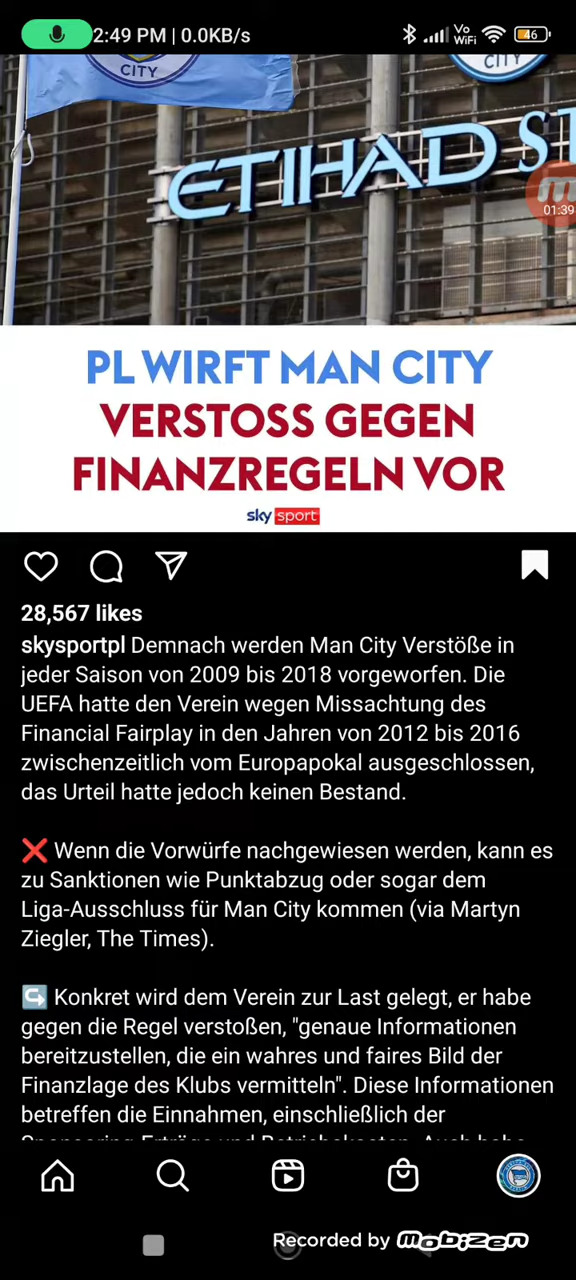 2:49 PM | 0.0KB/s
Vo
WiFi
46
CITY
CITY
ETIHAD ST
01:39
PL WIRFT MAN CITY
VERSTOSS GEGEN
FINANZREGELN VOR
sky sport
28,567 likes
skysportpl Demnach werden Man City Verstöße in
jeder Saison von 2009 bis 2018 vorgeworfen. Die
UEFA hatte den Verein wegen Missachtung des
Financial Fairplay in den Jahren von 2012 bis 2016
zwischenzeitlich vom Europapokal ausgeschlossen,
das Urteil hatte jedoch keinen Bestand.
❌ Wenn die Vorwürfe nachgewiesen werden, kann es
zu Sanktionen wie Punktabzug oder sogar dem
Liga-Ausschluss für Man City kommen (via Martyn
Ziegler, The Times).
↪️ Konkret wird dem Verein zur Last gelegt, er habe
gegen die Regel verstoßen, "genaue Informationen
bereitzustellen, die ein wahres und faires Bild der
Finanzlage des Klubs vermitteln". Diese Informationen
betreffen die Einnahmen, einschließlich der
Recorded by Mobizen